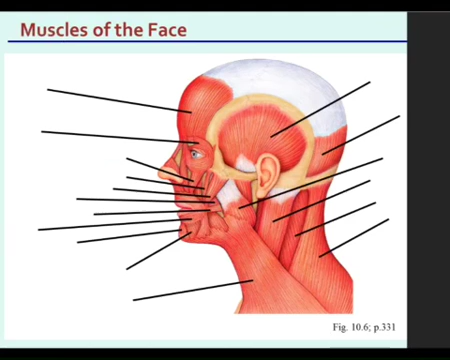 Muscles of the Face
Fig. 10.6; p.331